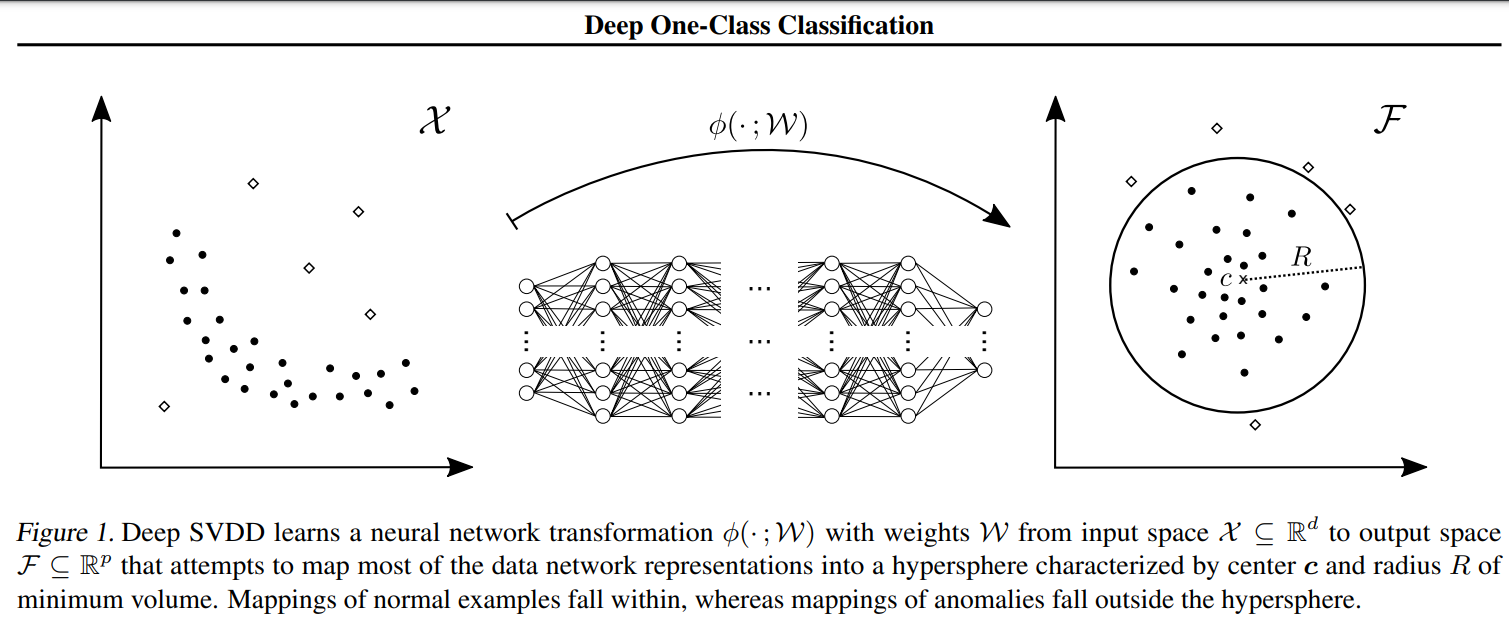 Deep One-Class Classification
𝒳
ϕ(· ; 𝒲)
ℱ
R
c
Figure 1. Deep SVDD learns a neural network transformation ϕ(· ; 𝒲) with weights 𝒲 from input space 𝒳 ⊆ ℝᵈ to output space
ℱ ⊆ ℝᵖ that attempts to map most of the data network representations into a hypersphere characterized by center c and radius R of
minimum volume. Mappings of normal examples fall within, whereas mappings of anomalies fall outside the hypersphere.